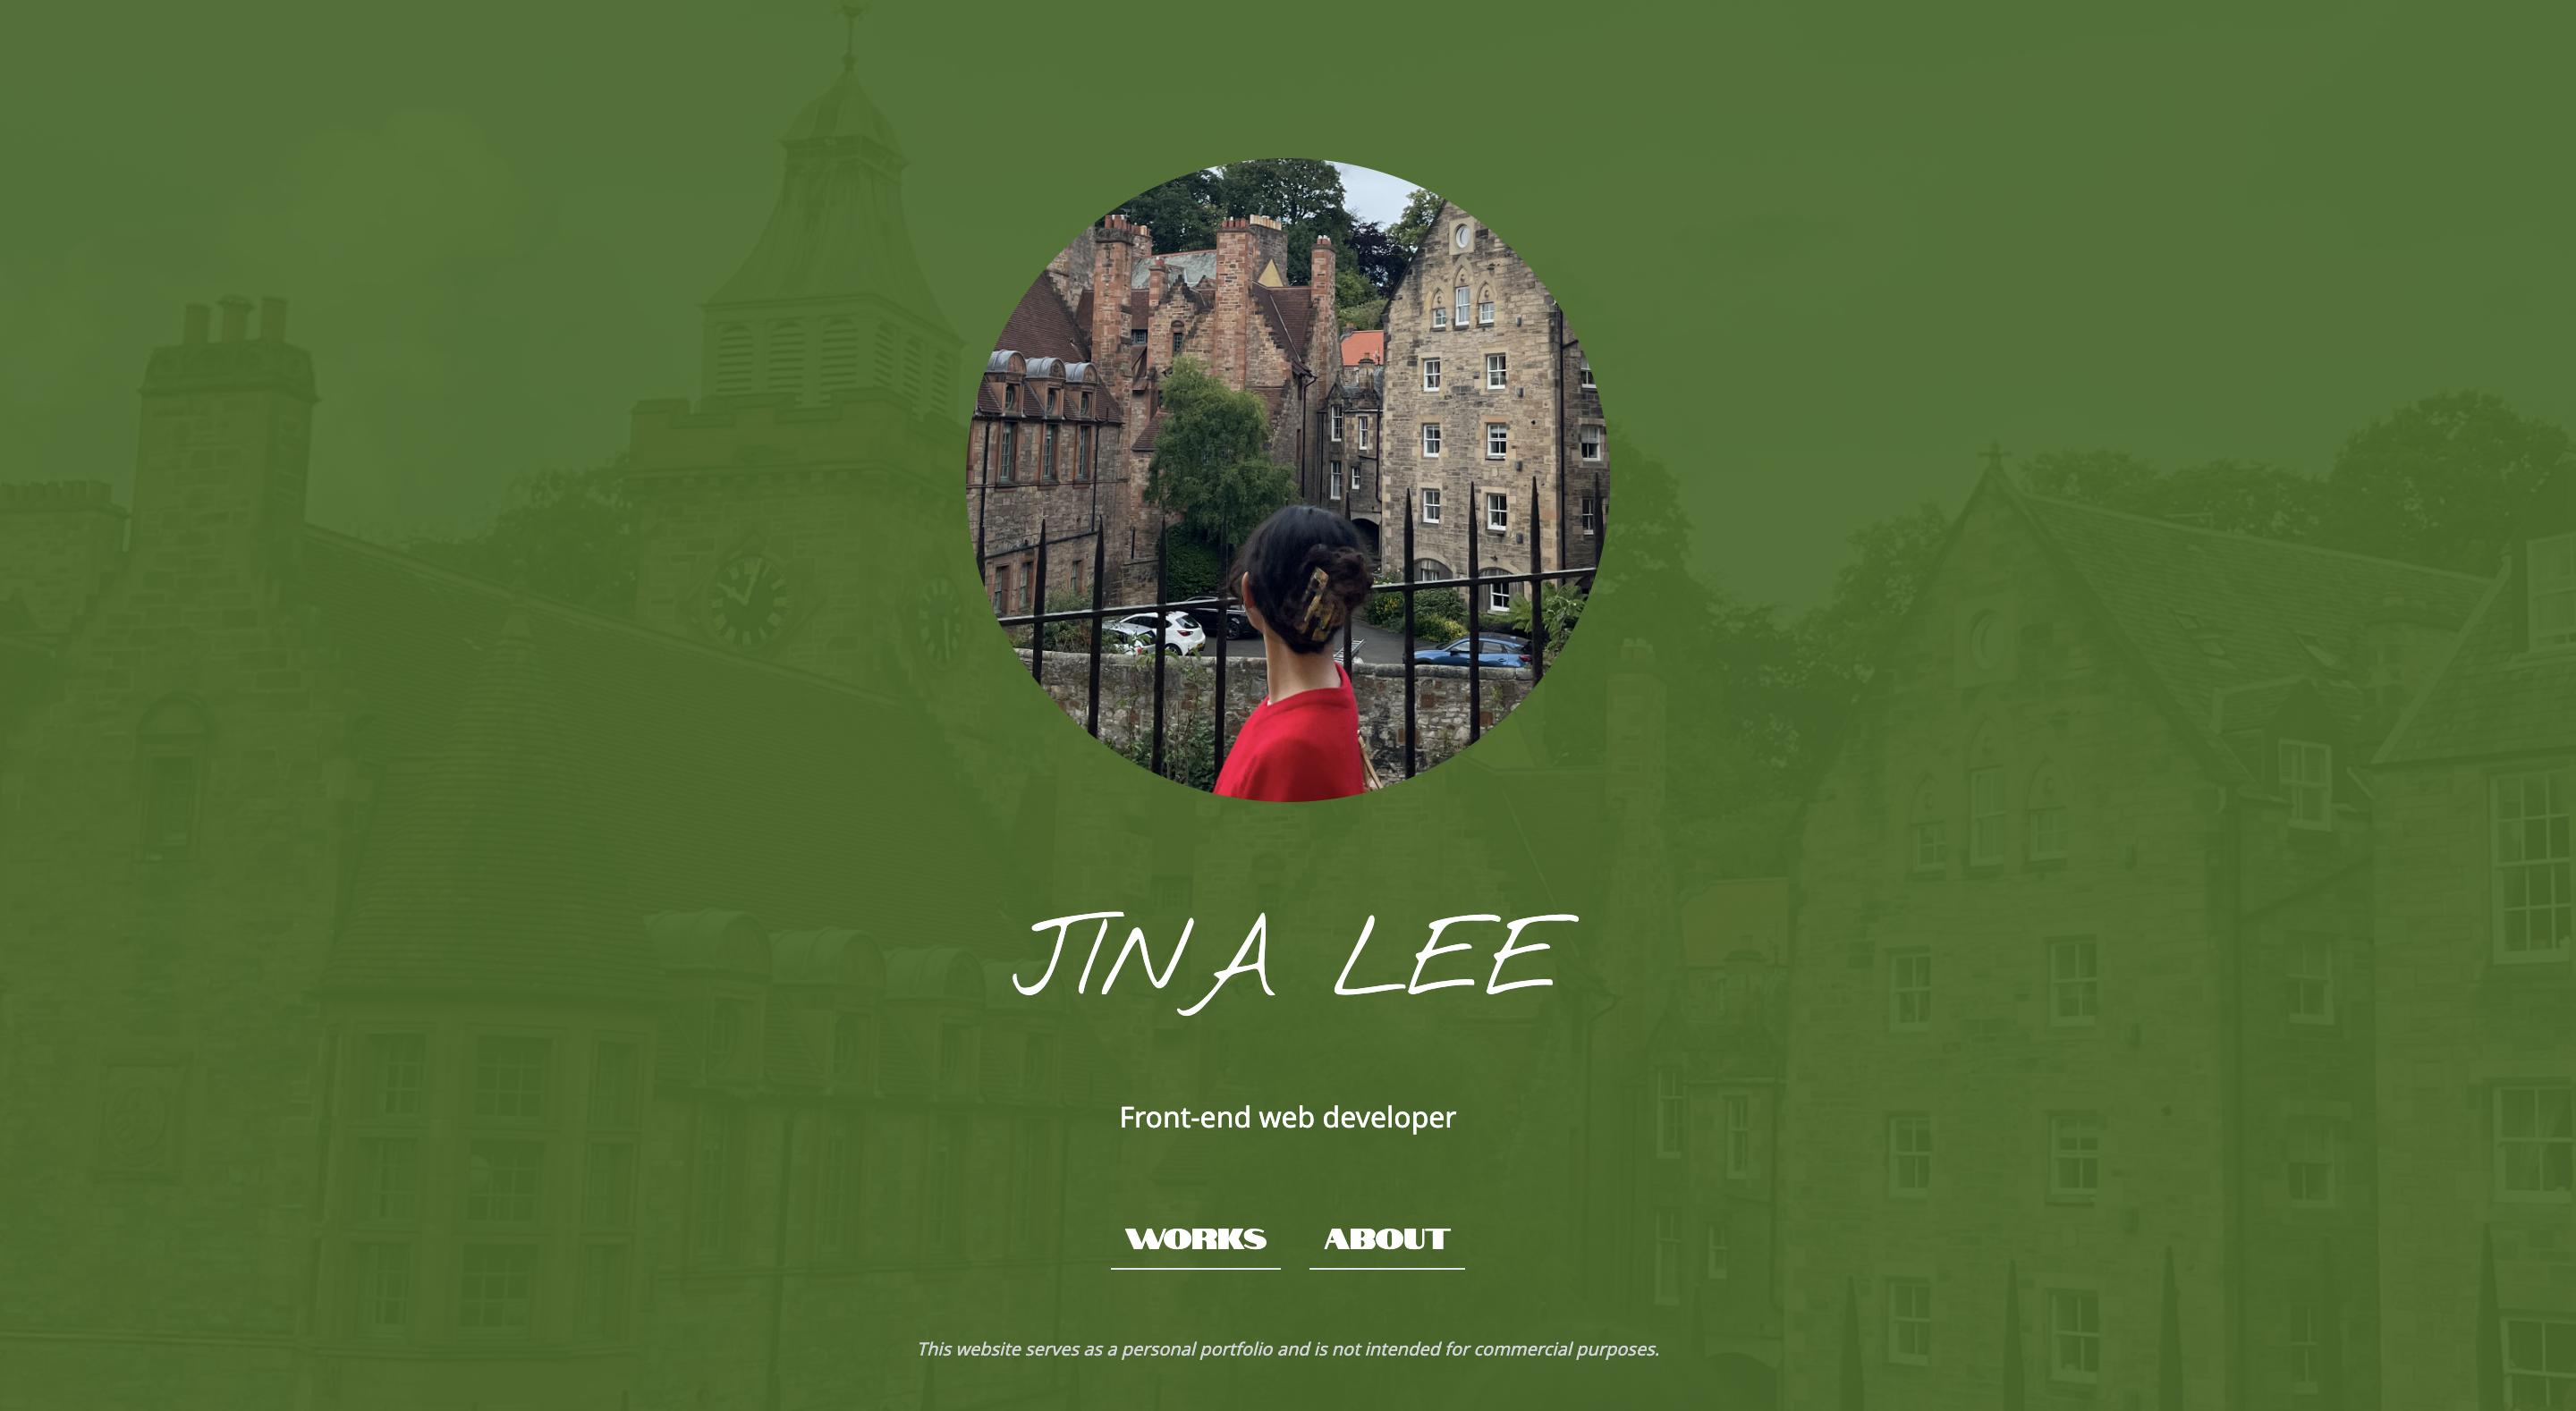 JINA LEE
Front-end web developer
WORKS ABOUT
This website serves as a personal portfolio and is not intended for commercial purposes.